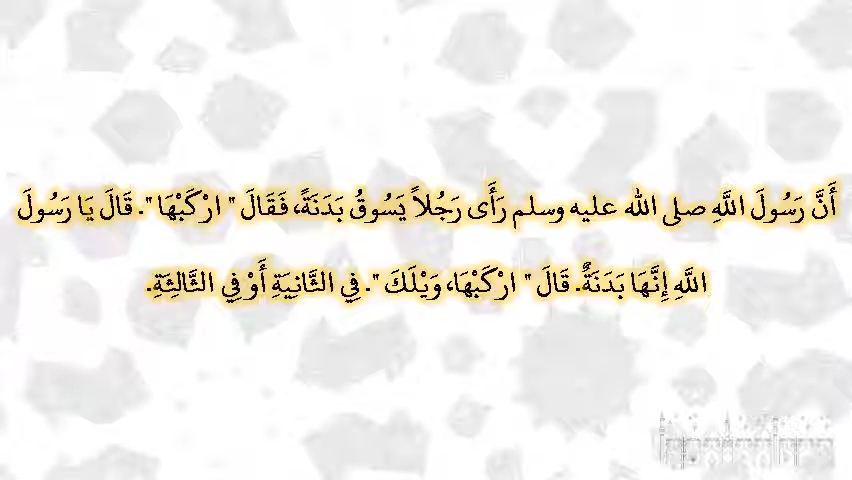 أَنَّ رَسُولَ اللَّهِ صلى الله عليه وسلم رَأَى رَجُلاً يَسُوقُ بَدَنَةً، فَقَالَ " ارْكَبْهَا ". قَالَ يَا رَسُولَ
اللَّهِ إِنَّهَا بَدَنَةٌ. قَالَ " ارْكَبْهَا، وَيْلَكَ ". فِي الثَّانِيَةِ أَوْ فِي الثَّالِثَةِ.